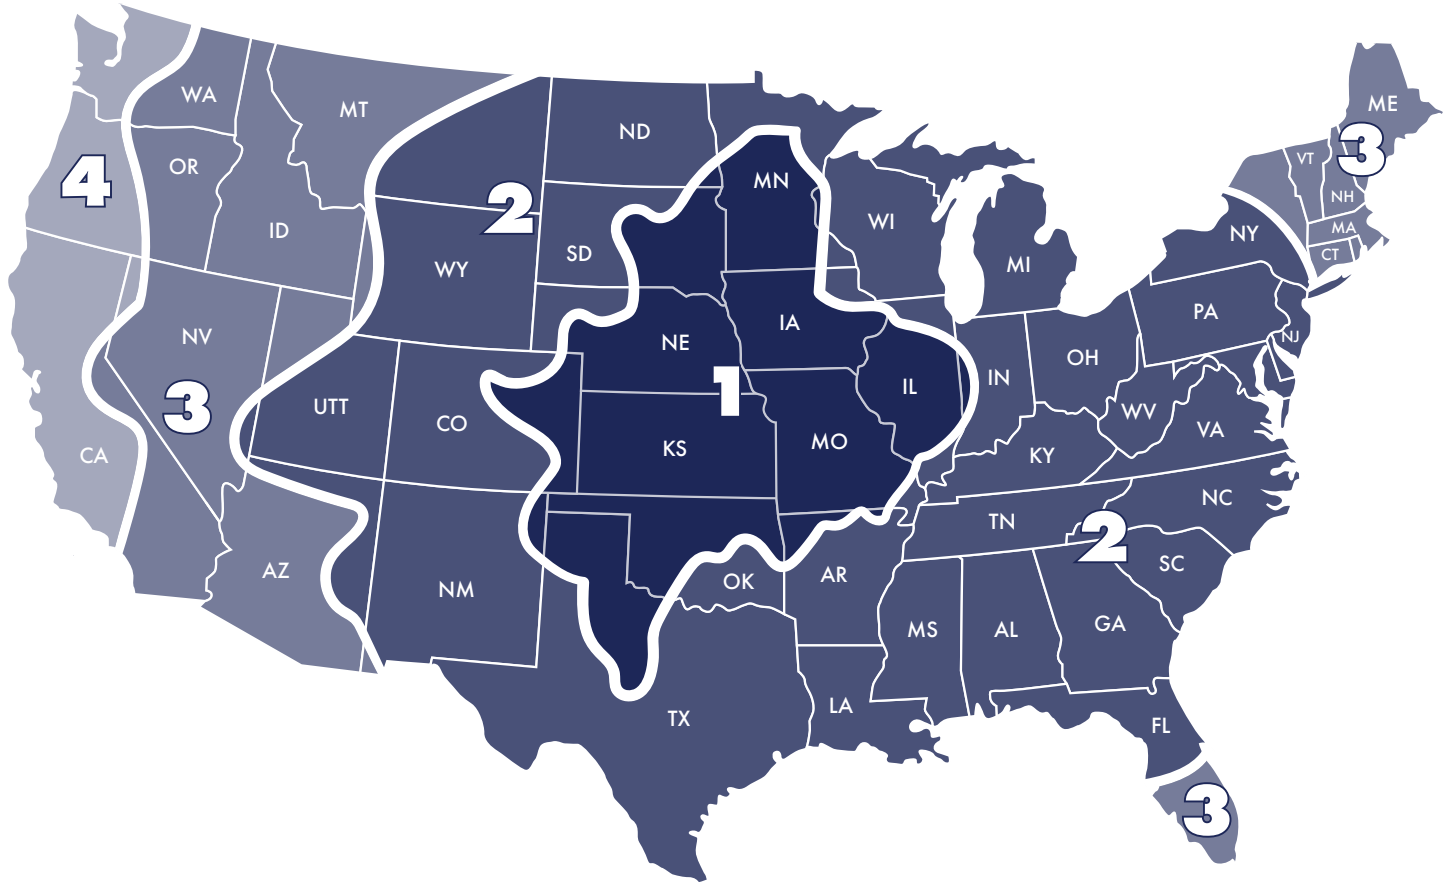 WA
MT
ND
ME
3
VT
NH
MA
CT
OR
4
MN
2
ID
WI
NY
SD
WY
MI
PA
NV
IA
NE
NJ
OH
IN
1
IL
3
UTT
CO
WV
VA
CA
KS
MO
KY
NC
TN
2
SC
AZ
OK
AR
NM
GA
MS
AL
LA
TX
FL
3